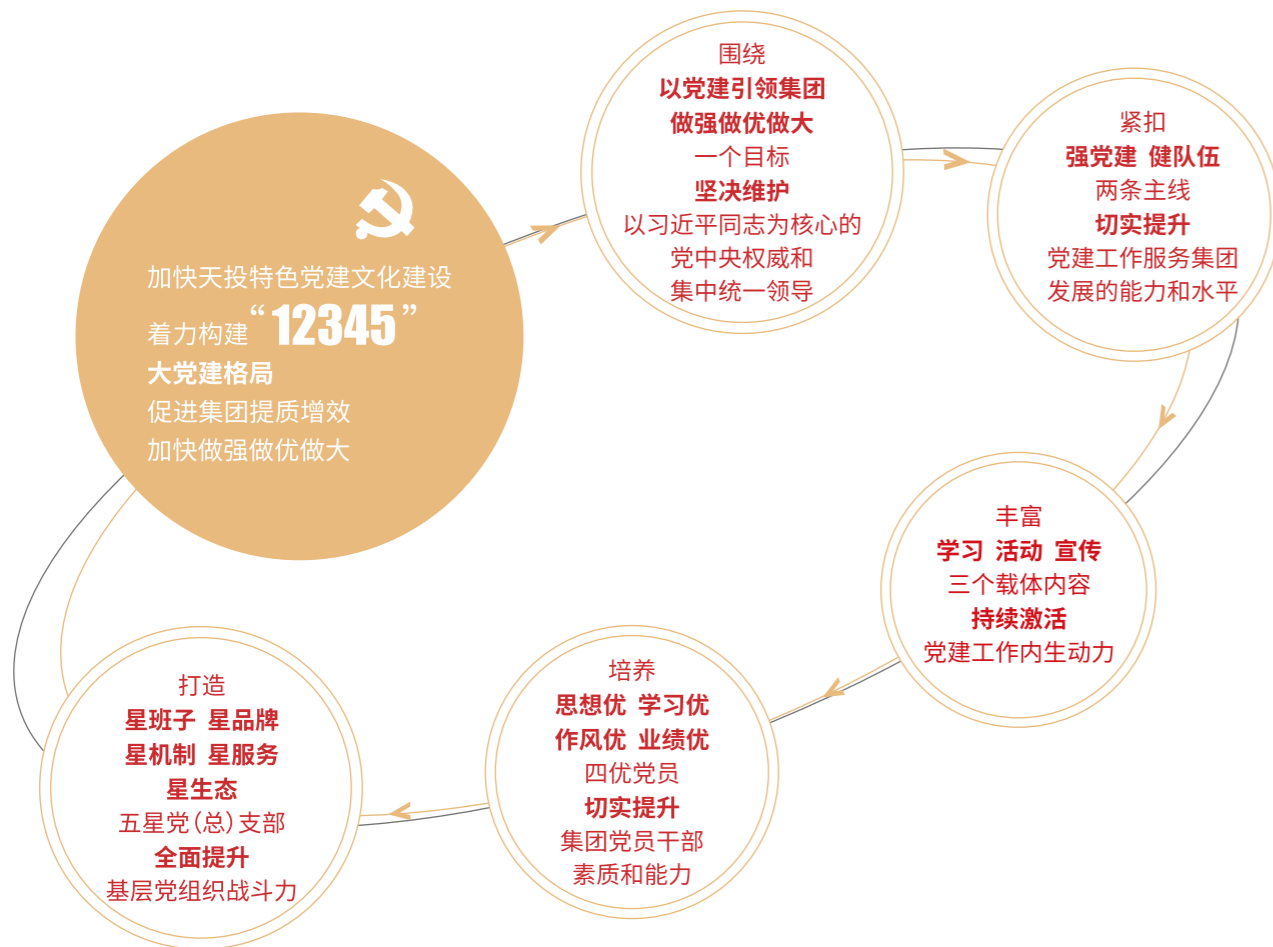 加快天投特色党建文化建设
着力构建“12345”
大党建格局
促进集团提质增效
加快做强做优做大
围绕
以党建引领集团
做强做优做大
一个目标
坚决维护
以习近平同志为核心的
党中央权威和
集中统一领导
紧扣
强党建 健队伍
两条主线
切实提升
党建工作服务集团
发展的能力和水平
丰富
学习 活动 宣传
三个载体内容
持续激活
党建工作内生动力
培养
思想优 学习优
作风优 业绩优
四优党员
切实提升
集团党员干部
素质和能力
打造
星班子 星品牌
星机制 星服务
星生态
五星党(总)支部
全面提升
基层党组织战斗力